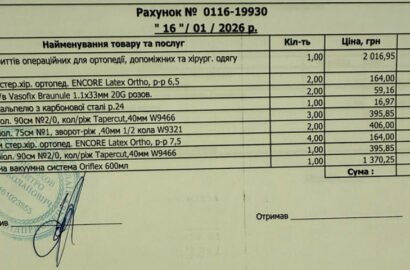 Рахунок № 0116-19930
" 16 "/ 01 / 2026 р.
Найменування товару та послуг Кіл-ть Ціна, грн
операційних для ортопедії, допоміжних та хірург. одягу 1,00 2 016,95
стер.хір. ортопед. ENCORE Latex Ortho, р-р 6,5 2,00 164,00
Vasofix Braunule 1.1x33мм 20G розов. 2,00 59,16
з карбонової сталі р.24 1,00 16,97
90см №2/0, кол/ріж Tapercut,40мм W9466 3,00 395,85
75см №1, зворот-ріж ,40мм 1/2 кола W9321 2,00 406,00
стер.хір. ортопед. ENCORE Latex Ortho, р-р 7,5 4,00 164,00
90см №2/0, кол/ріж Tapercut,40мм W9466 1,00 395,85
вакуумна система Oriflex 600мл 1,00 1 370,25
Сума :
Отримав